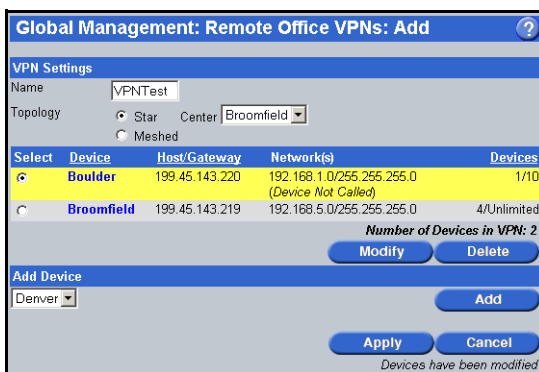 Global Management: Remote Office VPNs: Add ?
VPN Settings
Name VPNTest
Topology Star Center Broomfield
Meshed
Select Device Host/Gateway Network(s) Devices
Boulder 199.45.143.220 192.168.1.0/255.255.255.0 1/10
(Device Not Called)
Broomfield 199.45.143.219 192.168.5.0/255.255.255.0 4/Unlimited
Number of Devices in VPN: 2
Modify Delete
Add Device
Denver Add
Apply Cancel
Devices have been modified